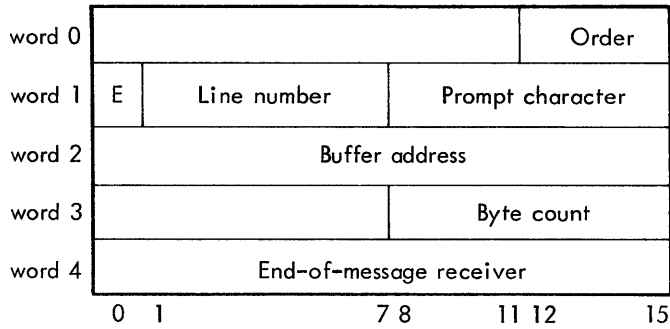 word 0 Order
word 1 E Line number Prompt character
word 2 Buffer address
word 3 Byte count
word 4 End-of-message receiver
0 1 7 8 11 12 15